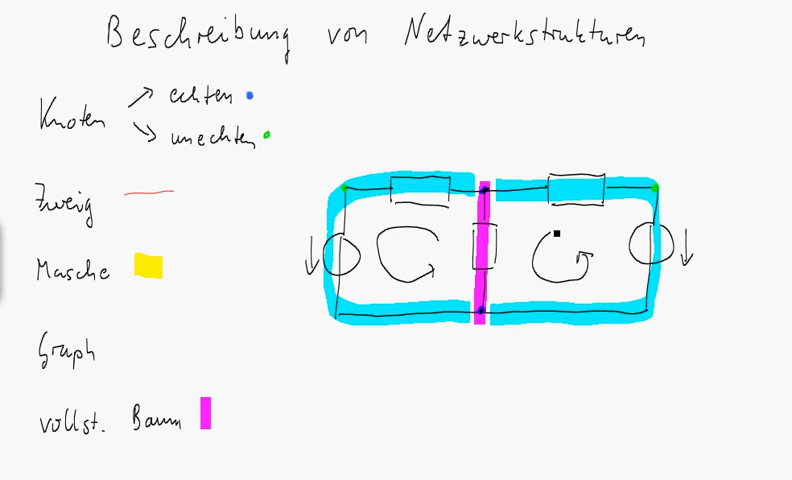 Beschreibung von Netzwerkstrukturen
Knoten
echten
unechten
Zweig
Masche
Graph
vollst. Baum